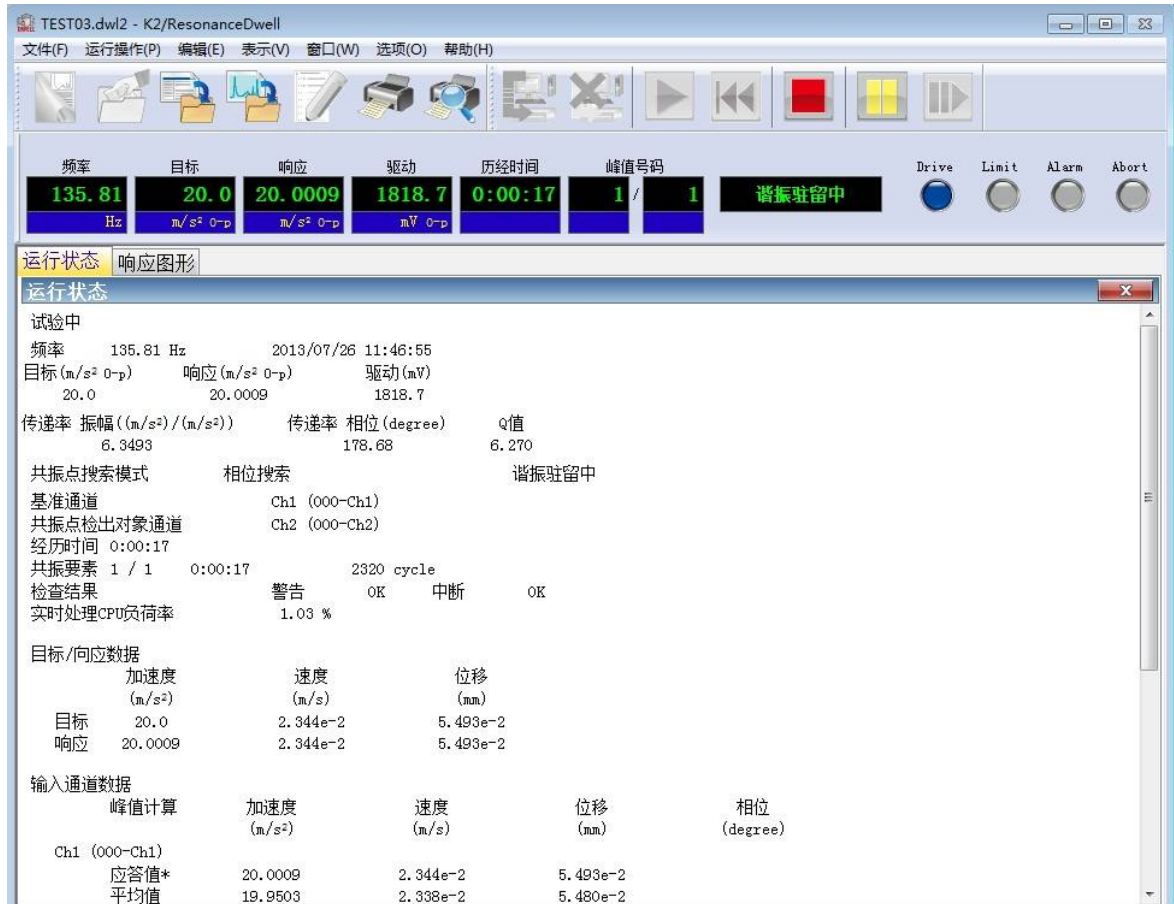 TEST03.dwl2 - K2/ResonanceDwell
文件(F) 运行操作(P) 编辑(E) 表示(V) 窗口(W) 选项(O) 帮助(H)
频率 目标 响应 驱动 历经时间 峰值号码 Drive Limit Alarm Abort
135.81 20.0 20.0009 1818.7 0:00:17 1 / 1 谐振驻留中
Hz m/s² 0-p m/s² 0-p mV 0-p
运行状态 响应图形
运行状态
试验中
频率 135.81 Hz 2013/07/26 11:46:55
目标(m/s² 0-p) 响应(m/s² 0-p) 驱动(mV)
20.0 20.0009 1818.7
传递率 振幅((m/s²)/(m/s²)) 传递率 相位(degree) Q值
6.3493 178.68 6.270
共振点搜索模式 相位搜索 谐振驻留中
基准通道 Ch1 (000-Ch1)
共振点检出对象通道 Ch2 (000-Ch2)
经历时间 0:00:17
共振要素 1 / 1 0:00:17 2320 cycle
检查结果 警告 OK 中断 OK
实时处理CPU负荷率 1.03 %
目标/向应数据
加速度 速度 位移
(m/s²) (m/s) (mm)
目标 20.0 2.344e-2 5.493e-2
响应 20.0009 2.344e-2 5.493e-2
输入通道数据
峰值计算 加速度 速度 位移 相位
(m/s²) (m/s) (mm) (degree)
Ch1 (000-Ch1)
应答值* 20.0009 2.344e-2 5.493e-2
平均值 19.9503 2.338e-2 5.480e-2